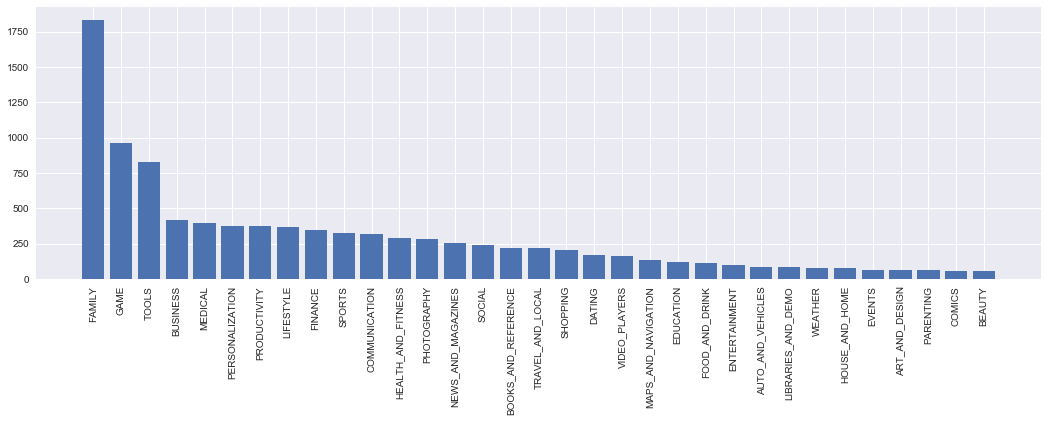 1750
1500
1250
1000
750
500
250
0
FAMILY
GAME
TOOLS
BUSINESS
MEDICAL
PERSONALIZATION
PRODUCTIVITY
LIFESTYLE
FINANCE
SPORTS
COMMUNICATION
HEALTH_AND_FITNESS
PHOTOGRAPHY
NEWS_AND_MAGAZINES
SOCIAL
BOOKS_AND_REFERENCE
TRAVEL_AND_LOCAL
SHOPPING
DATING
VIDEO_PLAYERS
MAPS_AND_NAVIGATION
EDUCATION
FOOD_AND_DRINK
ENTERTAINMENT
AUTO_AND_VEHICLES
LIBRARIES_AND_DEMO
WEATHER
HOUSE_AND_HOME
EVENTS
ART_AND_DESIGN
PARENTING
COMICS
BEAUTY